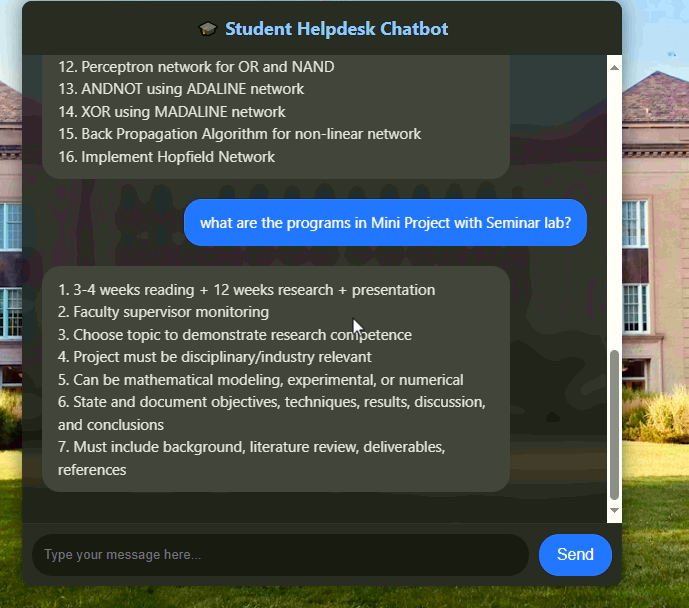 Student Helpdesk Chatbot
12. Perceptron network for OR and NAND
13. ANDNOT using ADALINE network
14. XOR using MADALINE network
15. Back Propagation Algorithm for non-linear network
16. Implement Hopfield Network
what are the programs in Mini Project with Seminar lab?
1. 3-4 weeks reading + 12 weeks research + presentation
2. Faculty supervisor monitoring
3. Choose topic to demonstrate research competence
4. Project must be disciplinary/industry relevant
5. Can be mathematical modeling, experimental, or numerical
6. State and document objectives, techniques, results, discussion,
and conclusions
7. Must include background, literature review, deliverables,
references
Type your message here...
Send